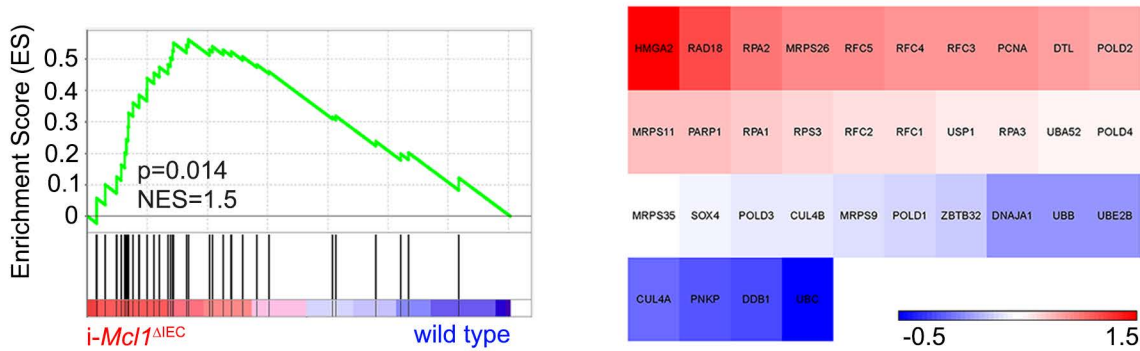 Enrichment Score (ES)
0.5
0.4
0.3
0.2
0.1
0
p=0.014
NES=1.5
i-Mcl1ΔIEC
wild type
HMGA2 RAD18 RPA2 MRPS26 RFC5 RFC4 RFC3 PCNA DTL POLD2
MRPS11 PARP1 RPA1 RPS3 RFC2 RFC1 USP1 RPA3 UBA52 POLD4
MRPS35 SOX4 POLD3 CUL4B MRPS9 POLD1 ZBTB32 DNAJA1 UBB UBE2B
CUL4A PNKP DDB1 UBC
-0.5 1.5